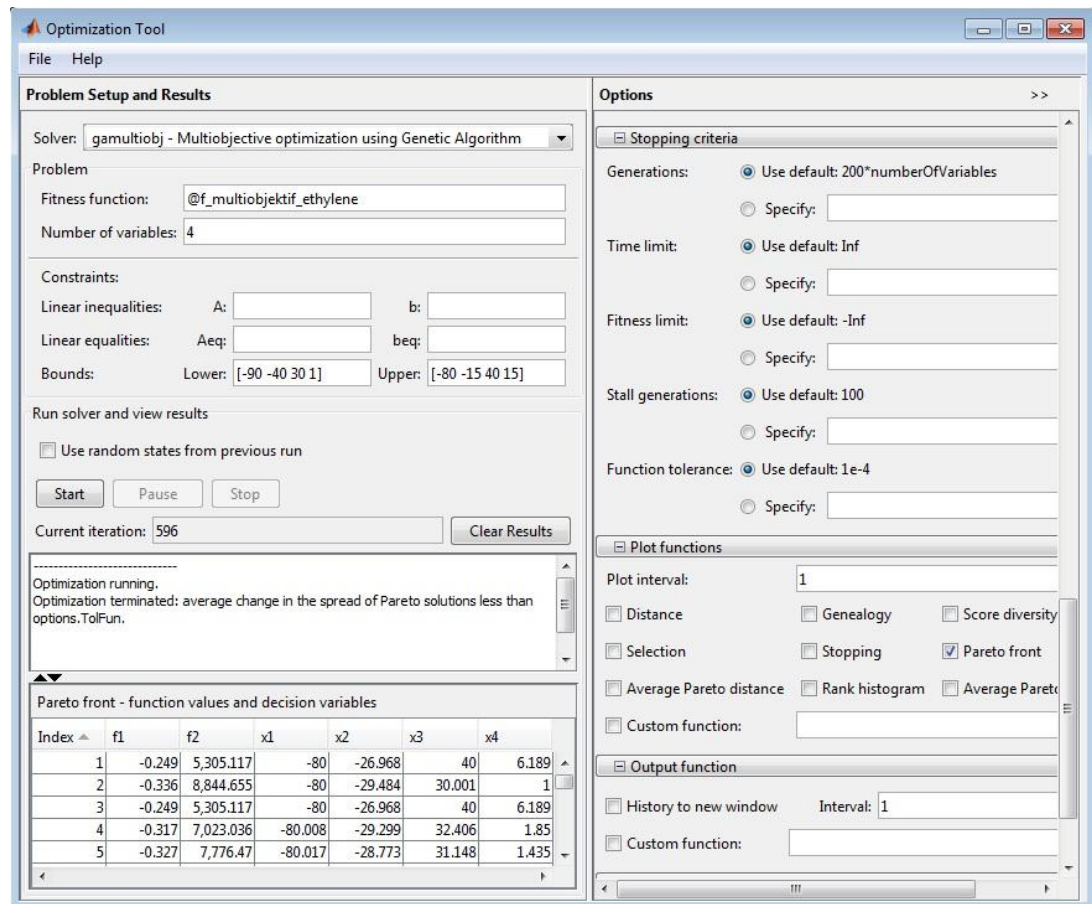 Optimization Tool
File Help
Problem Setup and Results
Solver: gamultiobj - Multiobjective optimization using Genetic Algorithm
Problem
Fitness function: @f_multiobjektif_ethylene
Number of variables: 4
Constraints:
Linear inequalities: A: b:
Linear equalities: Aeq: beq:
Bounds: Lower: [-90 -40 30 1] Upper: [-80 -15 40 15]
Run solver and view results
Use random states from previous run
Start Pause Stop
Current iteration: 596 Clear Results
------------------------------
Optimization running.
Optimization terminated: average change in the spread of Pareto solutions less than
options.TolFun.
Pareto front - function values and decision variables
Index f1 f2 x1 x2 x3 x4
1 -0.249 5,305.117 -80 -26.968 40 6.189
2 -0.336 8,844.655 -80 -29.484 30.001 1
3 -0.249 5,305.117 -80 -26.968 40 6.189
4 -0.317 7,023.036 -80.008 -29.299 32.406 1.85
5 -0.327 7,776.47 -80.017 -28.773 31.148 1.435
Options >>
Stopping criteria
Generations: Use default: 200*numberOfVariables
Specify:
Time limit: Use default: Inf
Specify:
Fitness limit: Use default: -Inf
Specify:
Stall generations: Use default: 100
Specify:
Function tolerance: Use default: 1e-4
Specify:
Plot functions
Plot interval: 1
Distance Genealogy Score diversity
Selection Stopping Pareto front
Average Pareto distance Rank histogram Average Pareto
Custom function:
Output function
History to new window Interval: 1
Custom function: